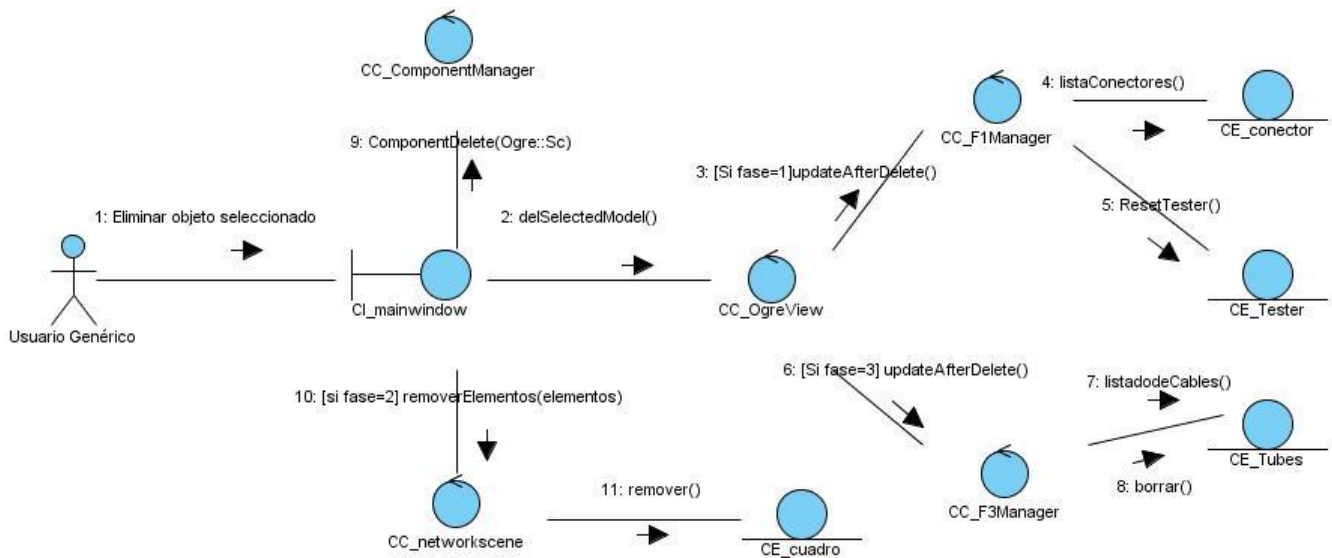 CC_ComponentManager
4: listaConectores()
CC_F1Manager
CE_conector
9: ComponentDelete(Ogre::Sc)
3: [Si fase=1]updateAfterDelete()
1: Eliminar objeto seleccionado
2: delSelectedModel()
5: ResetTester()
Usuario Genérico
CI_mainwindow
CC_OgreView
CE_Tester
6: [Si fase=3] updateAfterDelete()
7: listadodeCables()
10: [si fase=2] removerElementos(elementos)
CE_Tubes
8: borrar()
11: remover()
CC_F3Manager
CC_networkscene
CE_cuadro